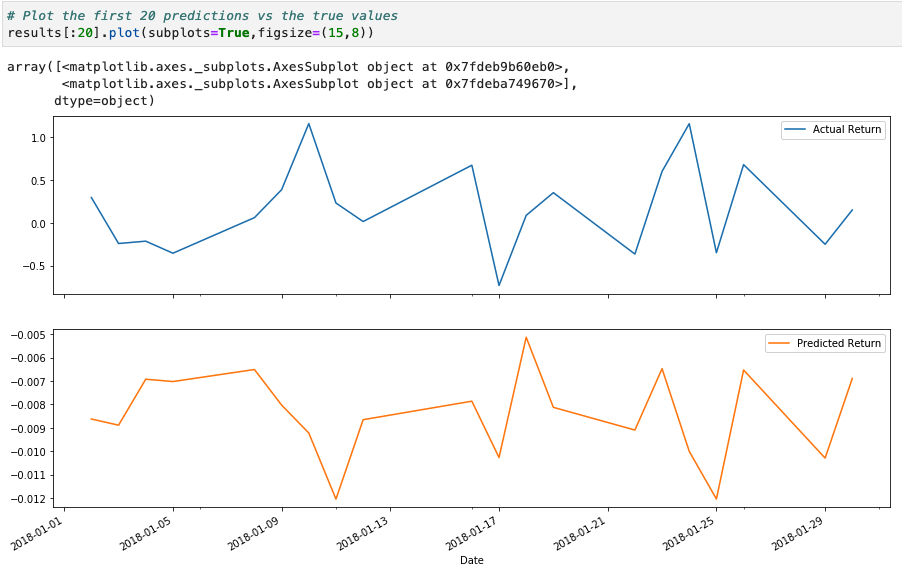 # Plot the first 20 predictions vs the true values
results[:20].plot(subplots=True,figsize=(15,8))
array([<matplotlib.axes._subplots.AxesSubplot object at 0x7fdeb9b60eb0>,
<matplotlib.axes._subplots.AxesSubplot object at 0x7fdeba749670>],
dtype=object)
Actual Return
1.0
0.5
0.0
−0.5
Predicted Return
−0.005
−0.006
−0.007
−0.008
−0.009
−0.010
−0.011
−0.012
2018-01-01 2018-01-05 2018-01-09 2018-01-13 2018-01-17 2018-01-21 2018-01-25 2018-01-29
Date